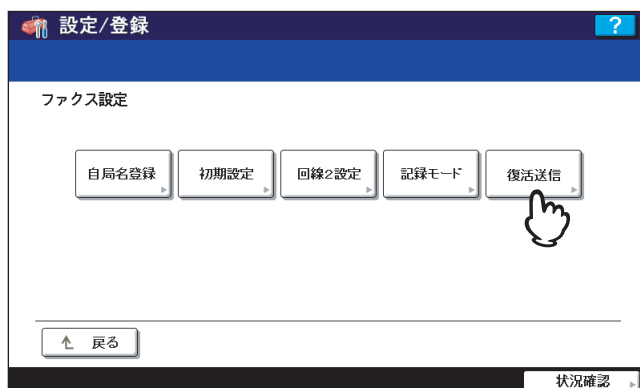 設定/登録
?
ファクス設定
自局名登録
初期設定
回線2設定
記録モード
復活送信
戻る
状況確認